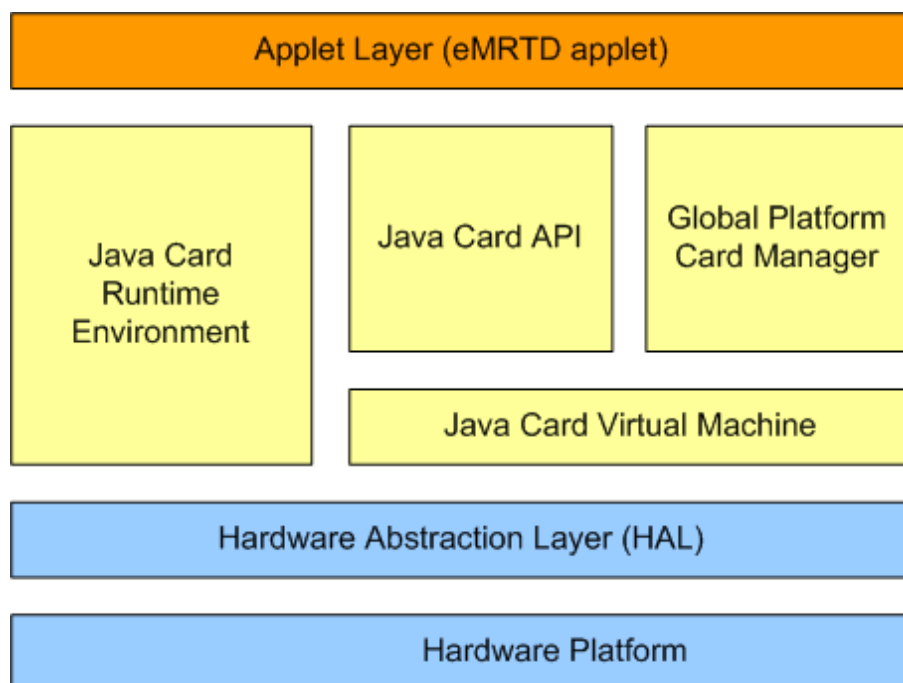 Applet Layer (eMRTD applet)
Java Card
Runtime
Environment
Java Card API
Global Platform
Card Manager
Java Card Virtual Machine
Hardware Abstraction Layer (HAL)
Hardware Platform